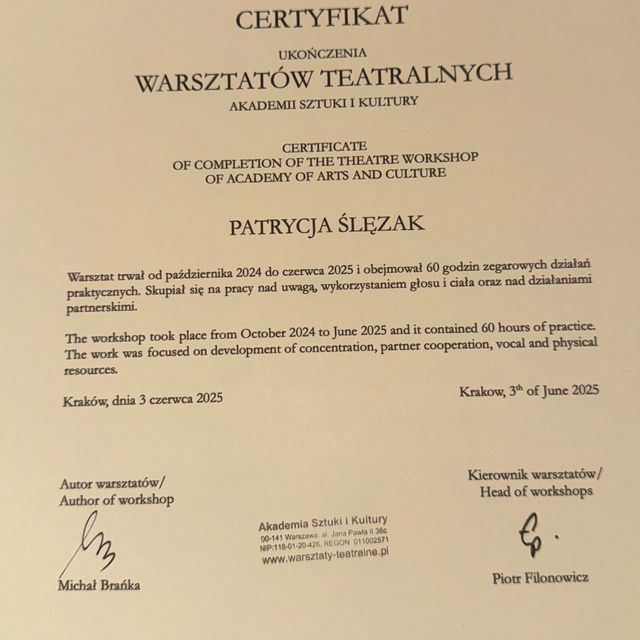 CERTYFIKAT
UKOŃCZENIA
WARSZTATÓW TEATRALNYCH
AKADEMII SZTUKI I KULTURY
CERTIFICATE
OF COMPLETION OF THE THEATRE WORKSHOP
OF ACADEMY OF ARTS AND CULTURE
PATRYCJA ŚLĘZAK
Warsztat trwał od października 2024 do czerwca 2025 i obejmował 60 godzin zegarowych działań
praktycznych. Skupiał się na pracy nad uwagą, wykorzystaniem głosu i ciała oraz nad działaniami
partnerskimi.
The workshop took place from October 2024 to June 2025 and it contained 60 hours of practice.
The work was focused on development of concentration, partner cooperation, vocal and physical
resources.
Kraków, dnia 3 czerwca 2025
Krakow, 3th of June 2025
Autor warsztatów/
Author of workshop
Michał Brańka
Akademia Sztuki i Kultury
00-141 Warszawa, al. Jana Pawła II 36c
NIP:118-01-20-426, REGON: 011002571
www.warsztaty-teatralne.pl
Kierownik warsztatów/
Head of workshops
Piotr Filonowicz